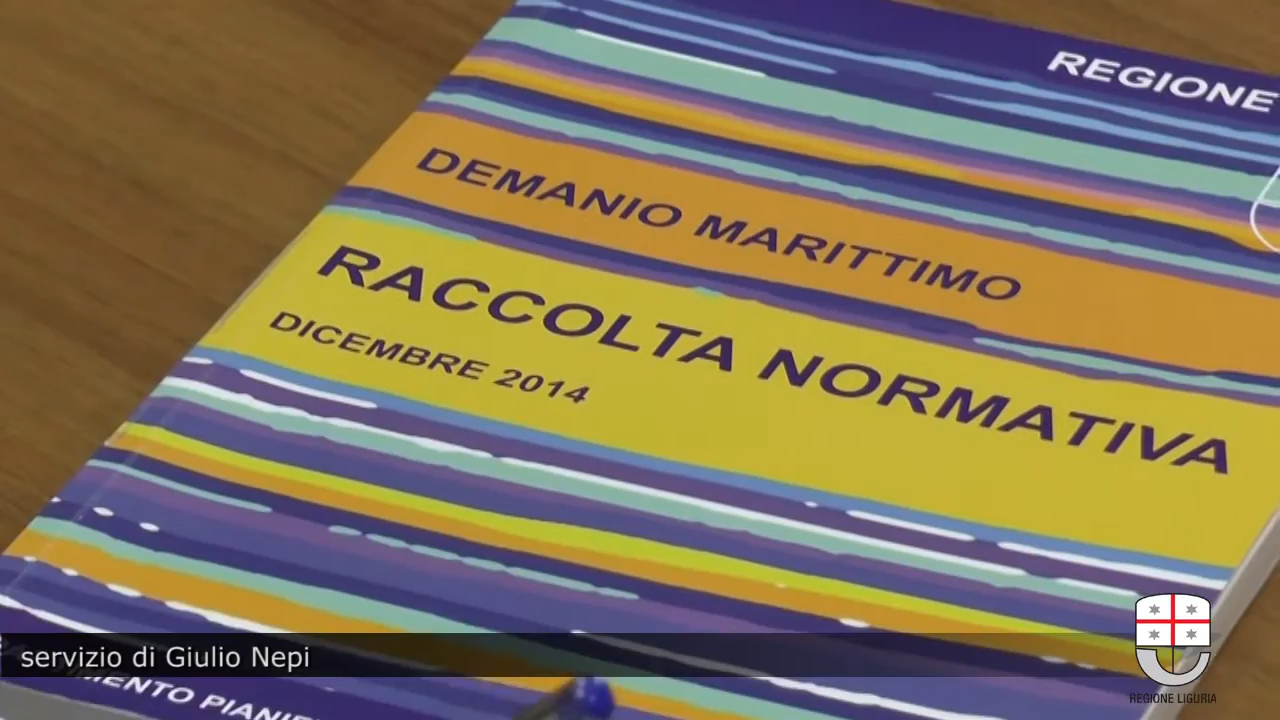 REGIONE
DEMANIO MARITTIMO
RACCOLTA NORMATIVA
DICEMBRE 2014
servizio di Giulio Nepi
REGIONE LIGURIA